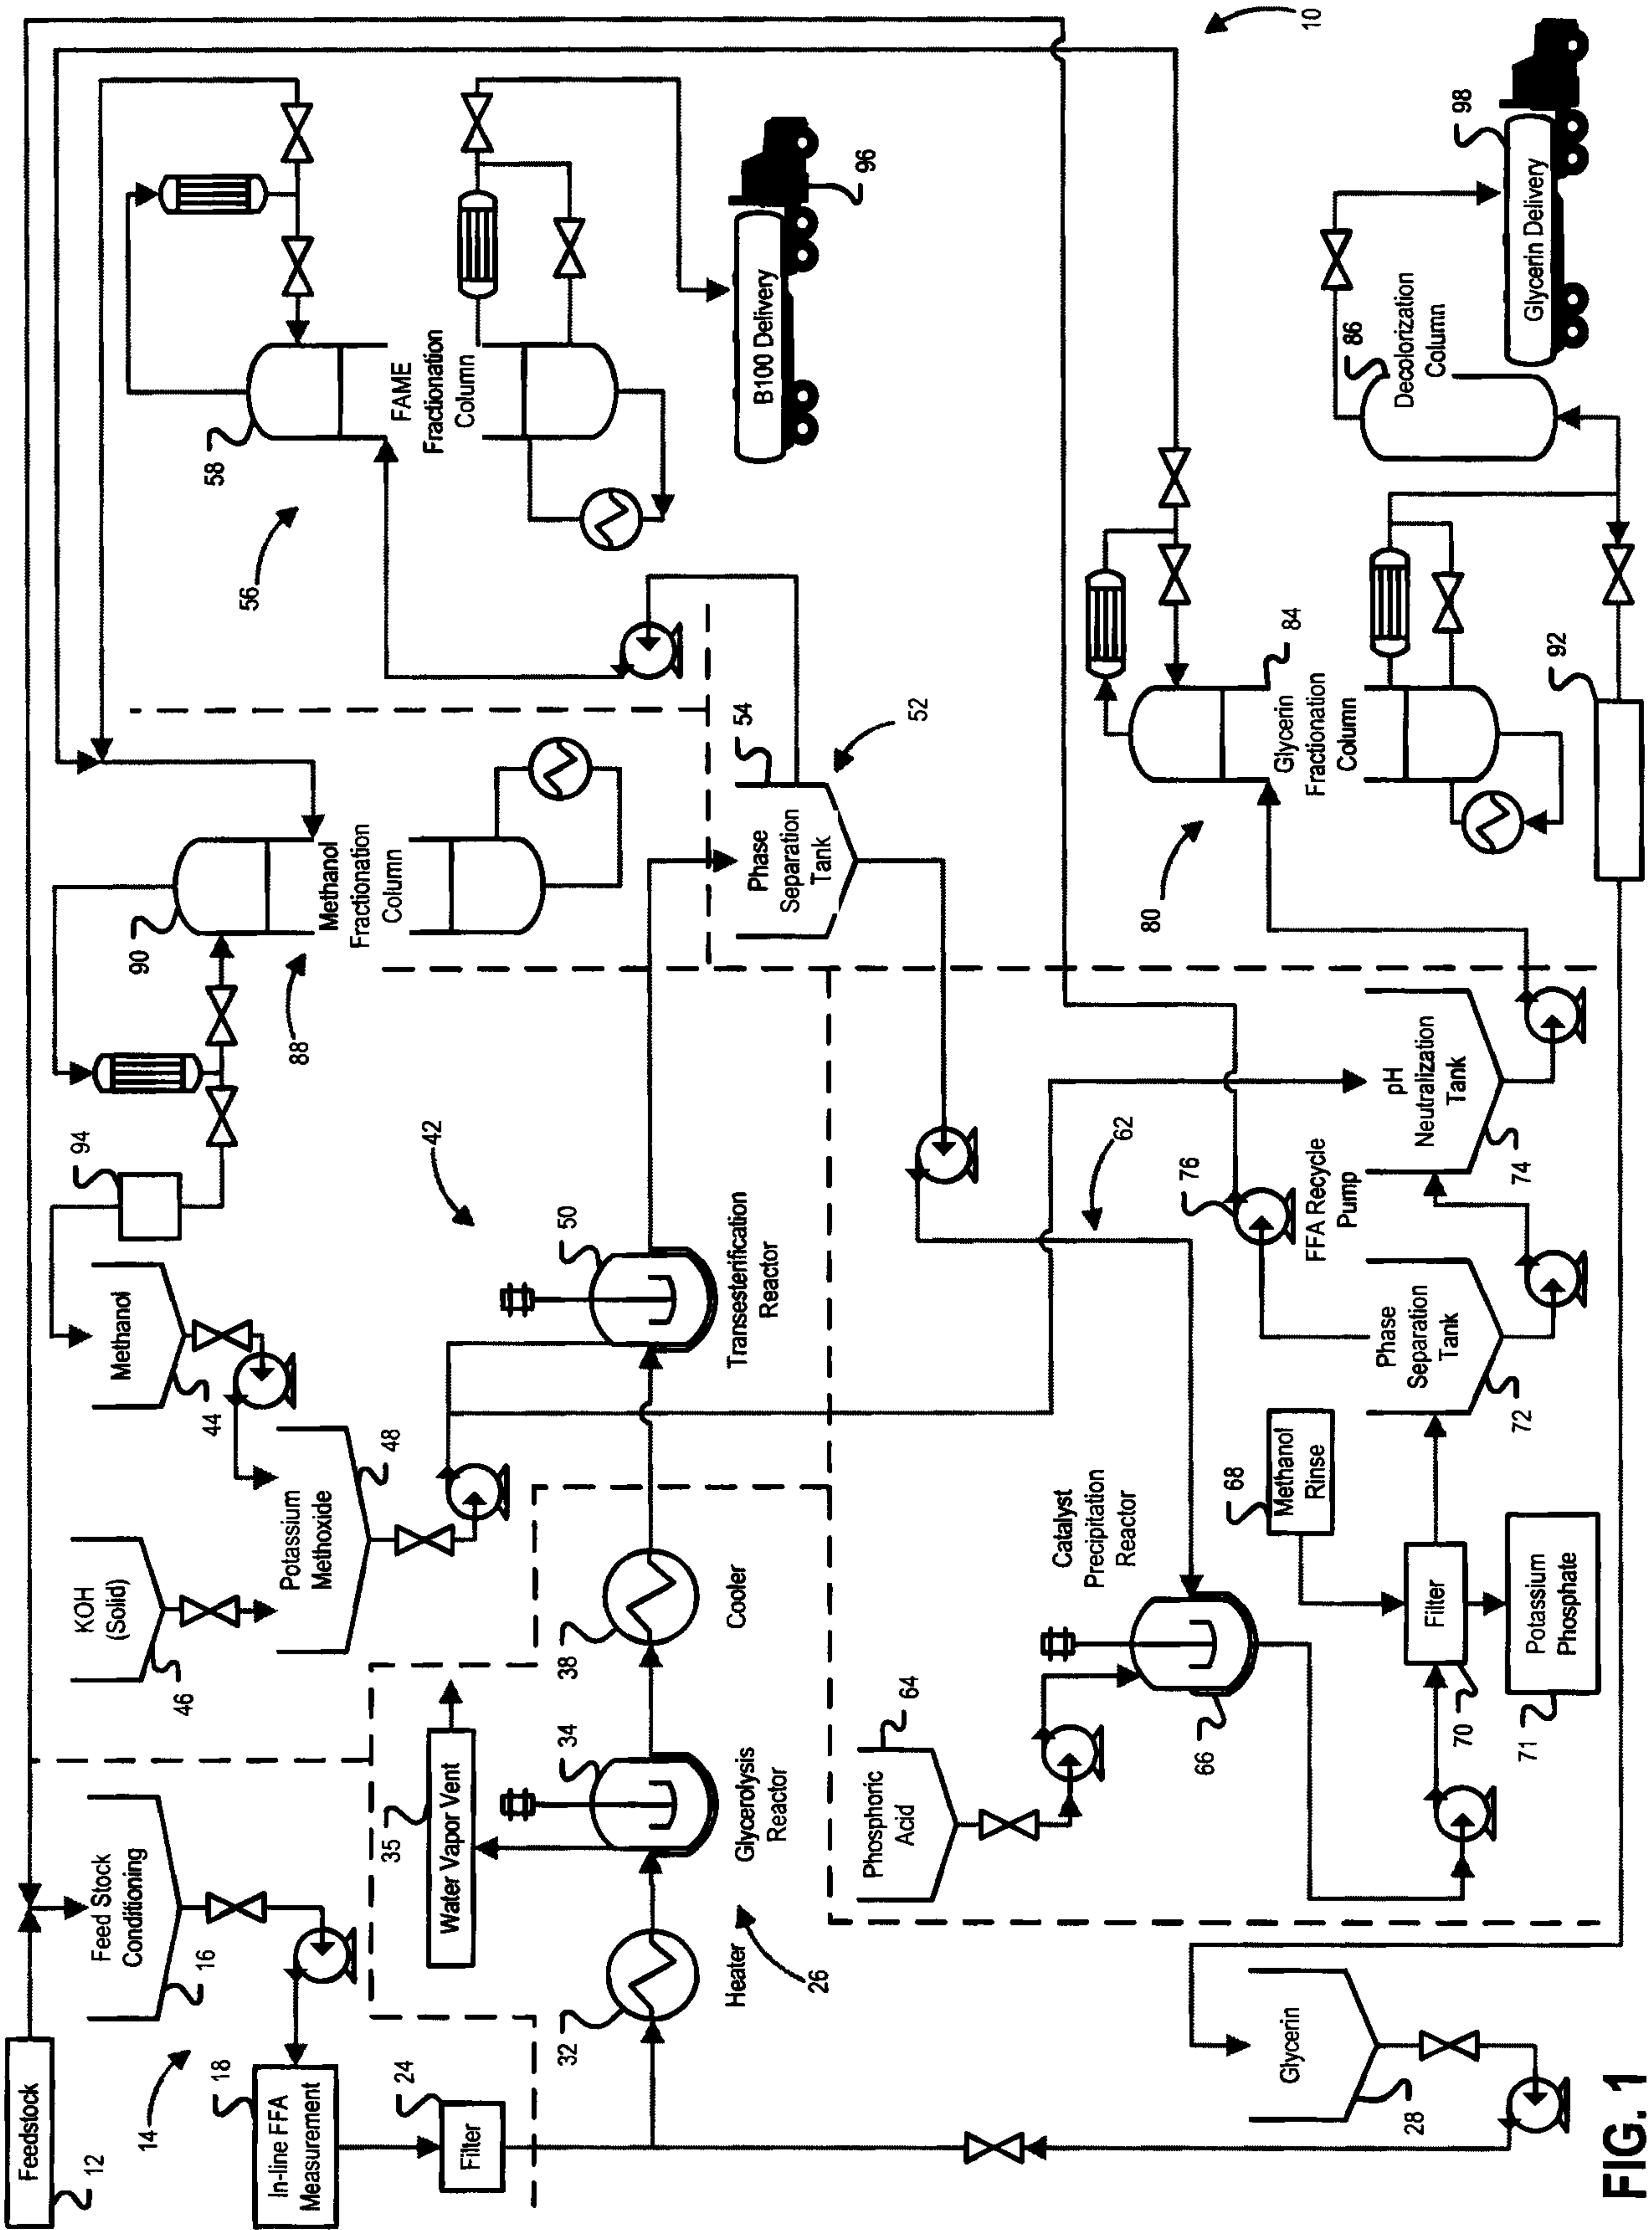 Feedstock
12
14
Feed Stock
Conditioning
16
In-line FFA
Measurement
18
Filter
24
KOH
(Solid)
46
Methanol
44
94
Potassium
Methoxide
48
90
Methanol
Fractionation
Column
88
56
58
FAME
Fractionation
Column
B100 Delivery
96
10
Heater
32
26
Water Vapor Vent
35
Glycerolysis
Reactor
34
Cooler
38
42
Transesterification
Reactor
50
Phase
Separation
Tank
54
52
Phosphoric
Acid
64
Catalyst
Precipitation
Reactor
66
62
76
FFA Recycle
Pump
80
Glycerin
Fractionation
Column
84
Decolorization
Column
86
Glycerin Delivery
98
Glycerin
28
Filter
70
Methanol
Rinse
68
Potassium
Phosphate
71
Phase
Separation
Tank
72
pH
Neutralization
Tank
74
92
FIG. 1